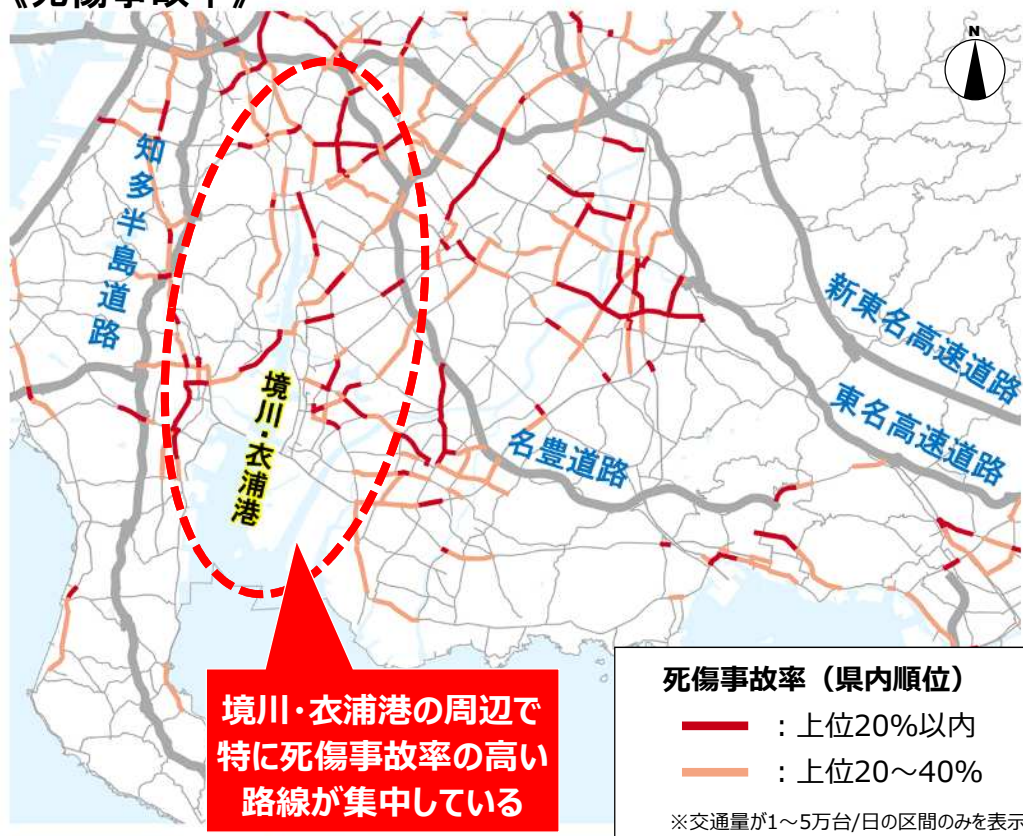 《死傷事故率》
N
知多半島道路
新東名高速道路
東名高速道路
名豊道路
境川・衣浦港
境川・衣浦港の周辺で
特に死傷事故率の高い
路線が集中している
死傷事故率（県内順位）
：上位20%以内
：上位20～40%
※交通量が1～5万台/日の区間のみを表示